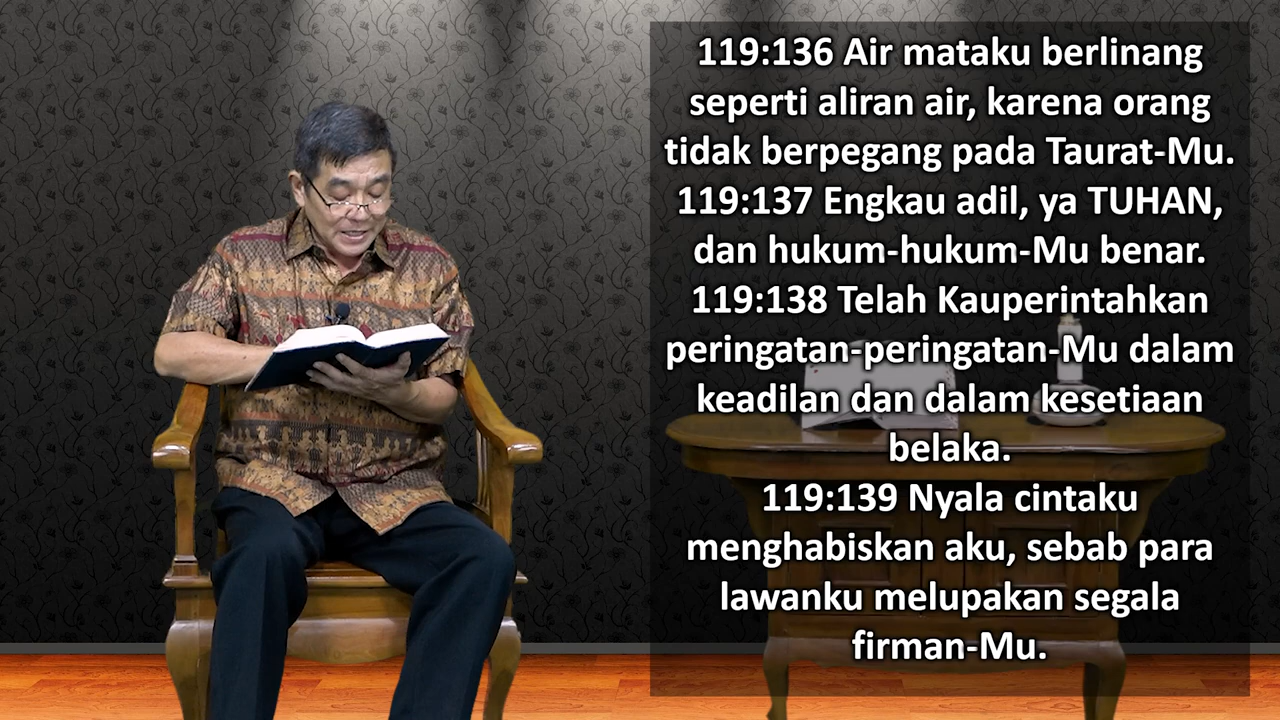 119:136 Air mataku berlinang
seperti aliran air, karena orang
tidak berpegang pada Taurat-Mu.
119:137 Engkau adil, ya TUHAN,
dan hukum-hukum-Mu benar.
119:138 Telah Kauperintahkan
peringatan-peringatan-Mu dalam
keadilan dan dalam kesetiaan
belaka.
119:139 Nyala cintaku
menghabiskan aku, sebab para
lawanku melupakan segala
firman-Mu.